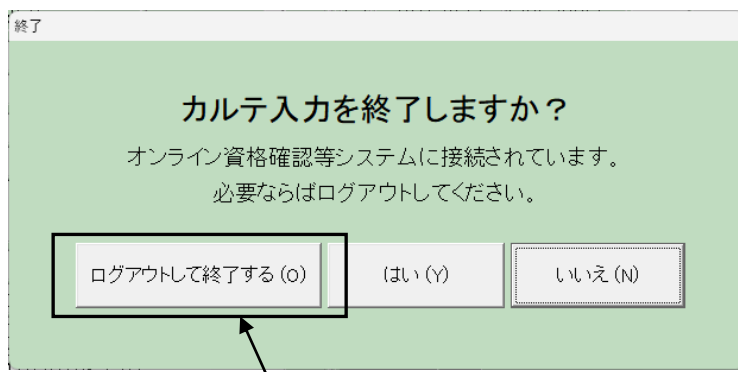 終了
カルテ入力を終了しますか？
オンライン資格確認等システムに接続されています。
必要ならばログアウトしてください。
ログアウトして終了する(O)
はい(Y)
いいえ(N)